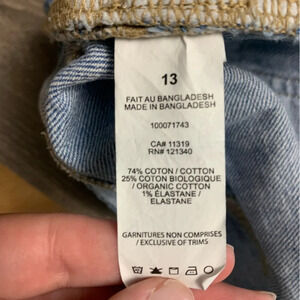 13
FAIT AU BANGLADESH
MADE IN BANGLADESH
100071743
CA# 11319
RN# 121340
74% COTON / COTTON
25% COTON BIOLOGIQUE
/ ORGANIC COTTON
1% ÉLASTANE /
ELASTANE
GARNITURES NON COMPRISES
/ EXCLUSIVE OF TRIMS